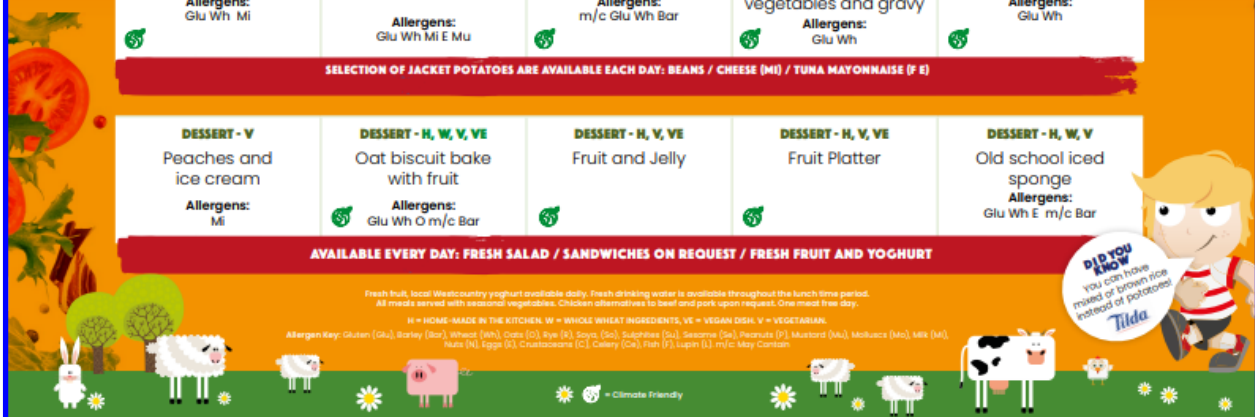 Allergens:
Glu Wh Mi
Allergens:
Glu Wh Mi E Mu
Allergens:
m/c Glu Wh Bar
vegetables and gravy
Allergens:
Glu Wh
Allergens:
Glu Wh
SELECTION OF JACKET POTATOES ARE AVAILABLE EACH DAY: BEANS / CHEESE (MI) / TUNA MAYONNAISE (F E)
DESSERT - V
Peaches and
ice cream
Allergens:
Mi
DESSERT - H, W, V, VE
Oat biscuit bake
with fruit
Allergens:
Glu Wh O m/c Bar
DESSERT - H, V, VE
Fruit and Jelly
DESSERT - H, V, VE
Fruit Platter
DESSERT - H, W, V
Old school iced
sponge
Allergens:
Glu Wh E m/c Bar
AVAILABLE EVERY DAY: FRESH SALAD / SANDWICHES ON REQUEST / FRESH FRUIT AND YOGHURT
DID YOU
KNOW
You can have
mixed or brown rice
instead of potatoes!
Tilda
Fresh fruit, local Westcountry yoghurt available daily. Fresh drinking water is available throughout the lunch time period.
All meals served with seasonal vegetables. Chicken alternatives to beef and pork upon request. One meat free day.
H = HOME-MADE IN THE KITCHEN. W = WHOLE WHEAT INGREDIENTS, VE = VEGAN DISH. V = VEGETARIAN.
Allergen Key: Gluten (Glu), Barley (Bar), Wheat (Wh), Oats (O), Rye (R), Soya, (So), Sulphites (Su), Sesame (Se), Peanuts (P), Mustard (Mu), Molluscs (Mo), Milk (Mi),
Nuts (N), Eggs (E), Crustaceans (C), Celery (Ce), Fish (F), Lupin (L). m/c: May Contain
= Climate Friendly